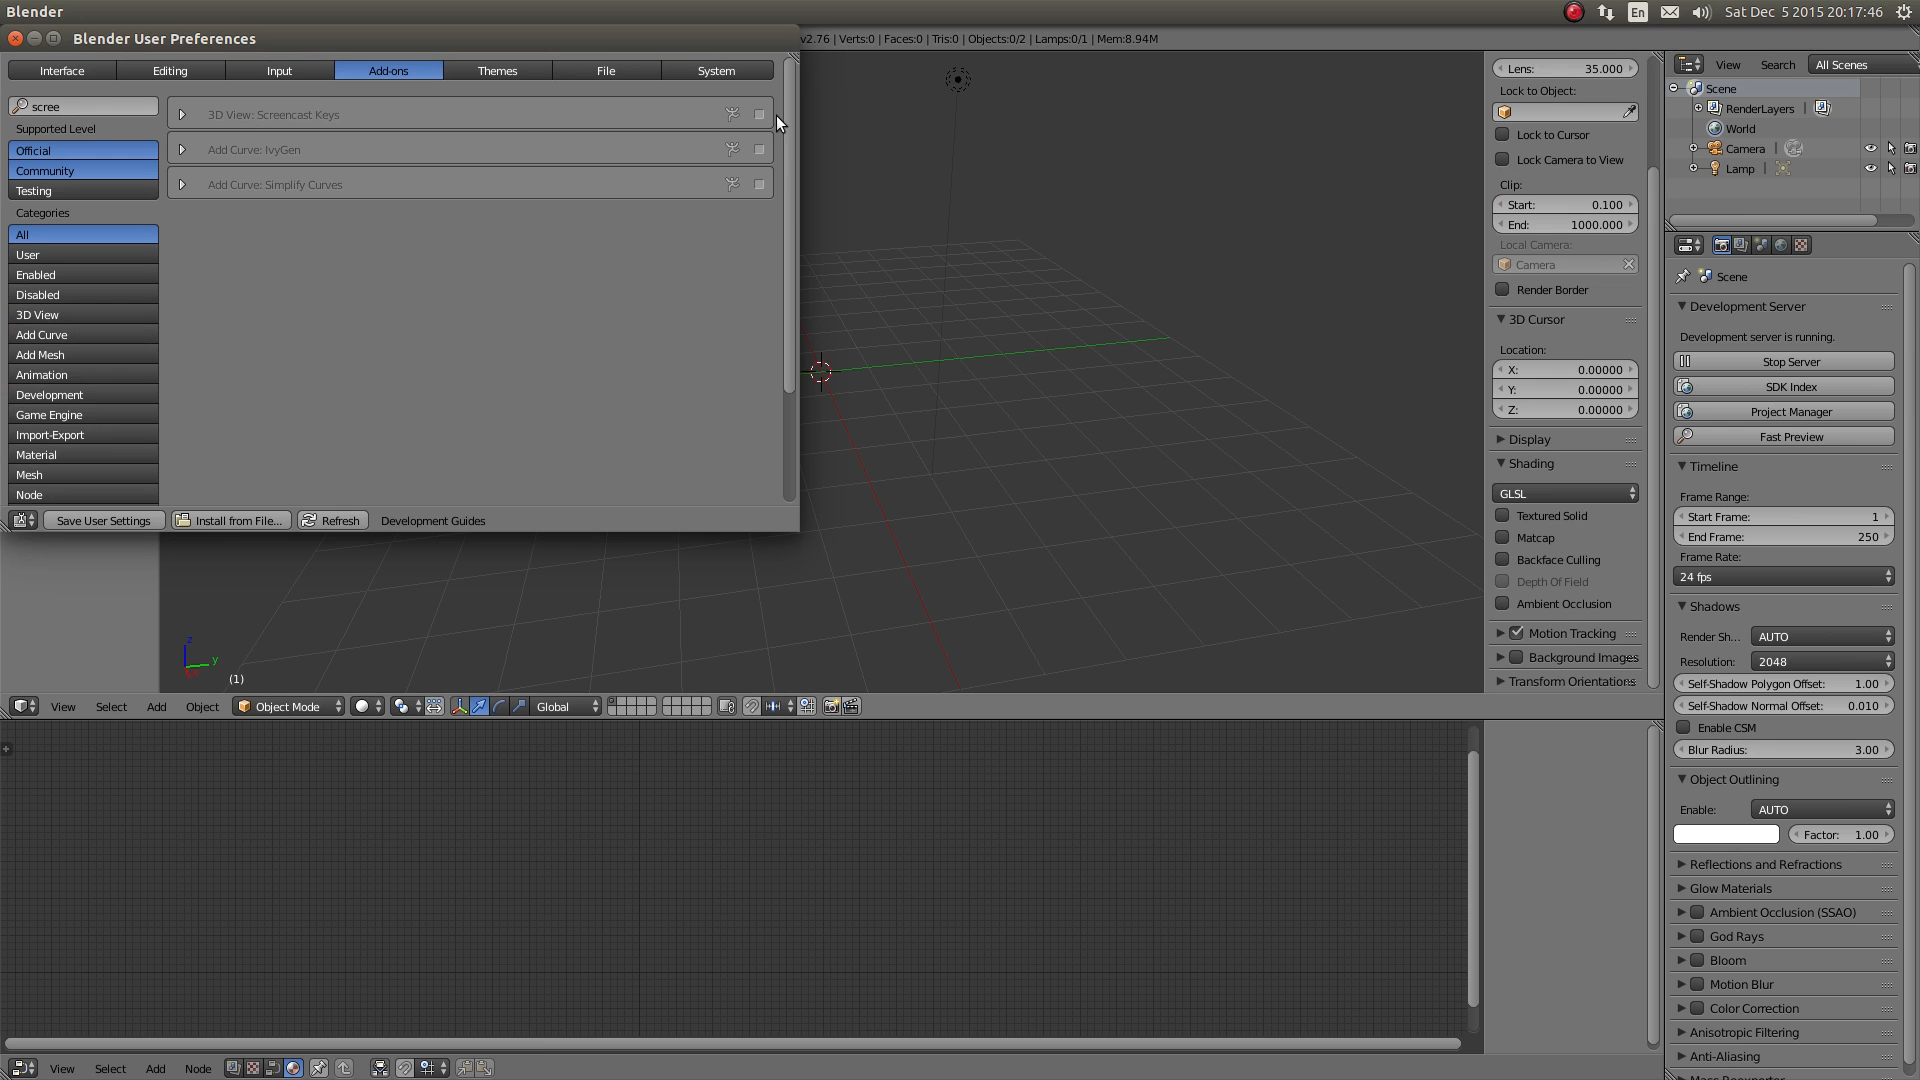 Blender
En
Sat Dec 5 2015 20:17:46
Blender User Preferences
v2.76 | Verts:0 | Faces:0 | Tris:0 | Objects:0/2 | Lamps:0/1 | Mem:8.94M
Interface
Editing
Input
Add-ons
Themes
File
System
scree
Supported Level
Official
Community
Testing
Categories
All
User
Enabled
Disabled
3D View
Add Curve
Add Mesh
Animation
Development
Game Engine
Import-Export
Material
Mesh
Node
3D View: Screencast Keys
Add Curve: IvyGen
Add Curve: Simplify Curves
Save User Settings
Install from File...
Refresh
Development Guides
z
y
(1)
View
Select
Add
Object
Object Mode
Global
Lens: 35.000
Lock to Object:
Lock to Cursor
Lock Camera to View
Clip:
Start: 0.100
End: 1000.000
Local Camera:
Camera
Render Border
3D Cursor
Location:
X: 0.00000
Y: 0.00000
Z: 0.00000
Display
Shading
GLSL
Textured Solid
Matcap
Backface Culling
Depth Of Field
Ambient Occlusion
Motion Tracking
Background Images
Transform Orientations
View
Search
All Scenes
Scene
RenderLayers
World
Camera
Lamp
Scene
Development Server
Development server is running.
Stop Server
SDK Index
Project Manager
Fast Preview
Timeline
Frame Range:
Start Frame: 1
End Frame: 250
Frame Rate:
24 fps
Shadows
Render Sh... AUTO
Resolution: 2048
Self-Shadow Polygon Offset: 1.00
Self-Shadow Normal Offset: 0.010
Enable CSM
Blur Radius: 3.00
Object Outlining
Enable: AUTO
Factor: 1.00
Reflections and Refractions
Glow Materials
Ambient Occlusion (SSAO)
God Rays
Bloom
Motion Blur
Color Correction
Anisotropic Filtering
Anti-Aliasing
View
Select
Add
Node